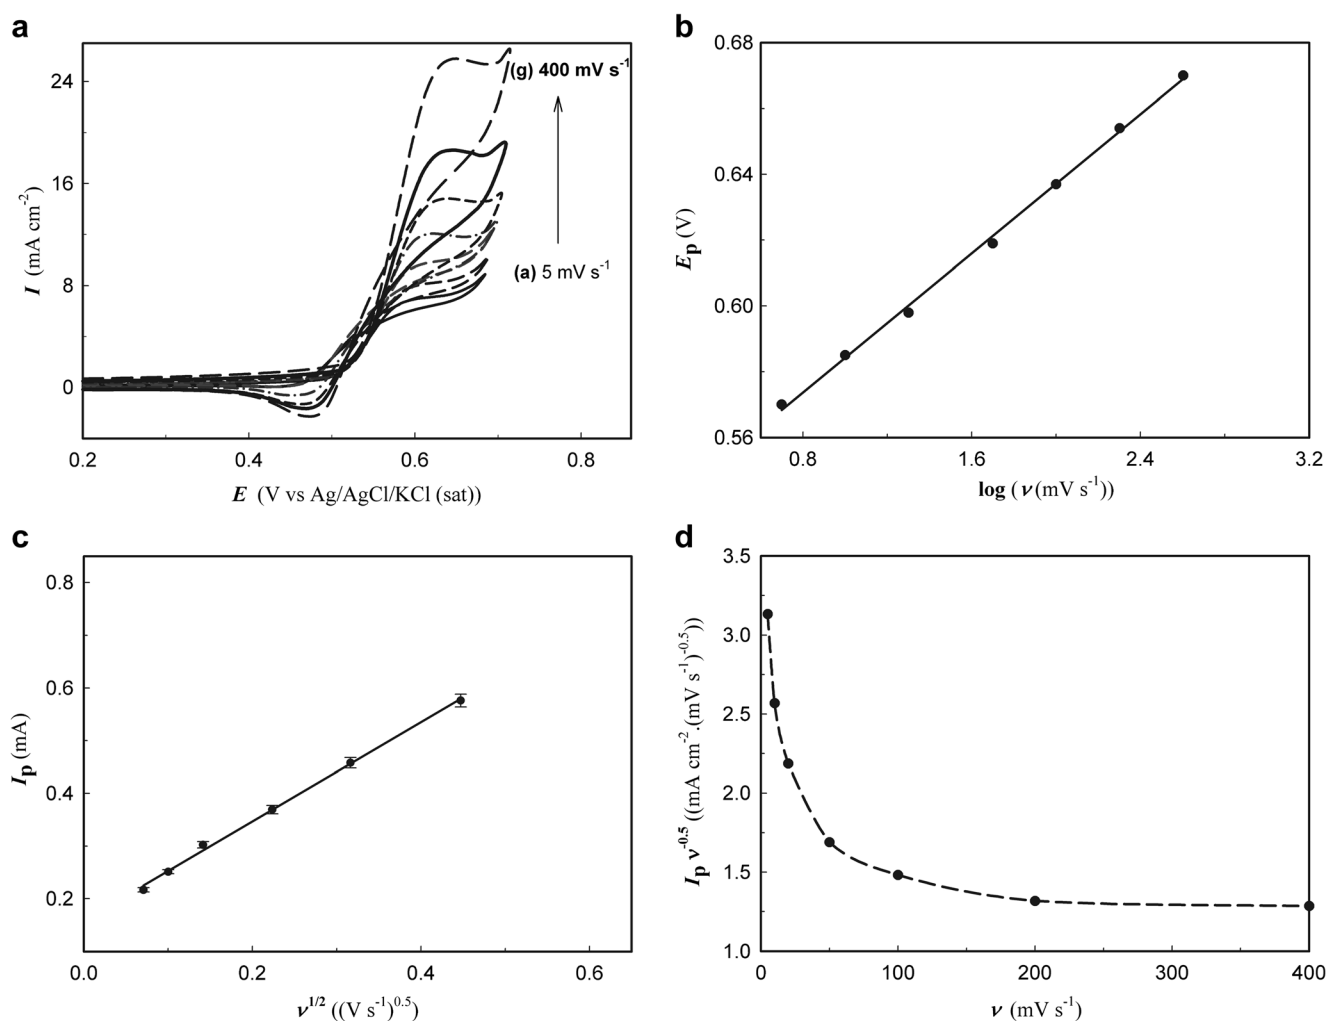 a
24
16
8
0
I (mA cm-2)
(g) 400 mV s-1
(a) 5 mV s-1
0.2 0.4 0.6 0.8
E (V vs Ag/AgCl/KCl (sat))
b
0.68
0.64
0.60
0.56
Ep (V)
0.8 1.6 2.4 3.2
log (ν (mV s-1))
c
0.8
0.6
0.4
0.2
Ip (mA)
0.0 0.2 0.4 0.6
ν1/2 ((V s-1)0.5)
d
3.5
3.0
2.5
2.0
1.5
1.0
Ip ν-0.5 ((mA cm-2.(mV s-1)-0.5))
0 100 200 300 400
ν (mV s-1)